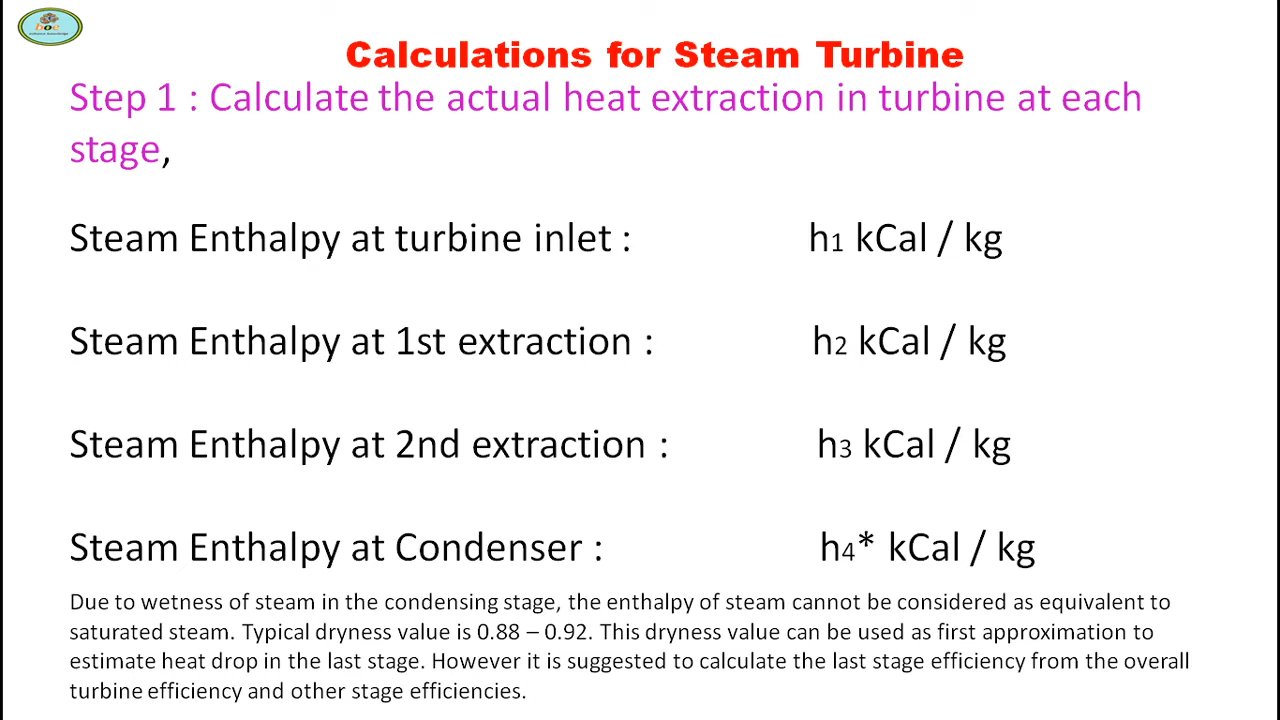 Calculations for Steam Turbine
Step 1 : Calculate the actual heat extraction in turbine at each
stage,
Steam Enthalpy at turbine inlet : h1 kCal / kg
Steam Enthalpy at 1st extraction : h2 kCal / kg
Steam Enthalpy at 2nd extraction : h3 kCal / kg
Steam Enthalpy at Condenser : h4* kCal / kg
Due to wetness of steam in the condensing stage, the enthalpy of steam cannot be considered as equivalent to
saturated steam. Typical dryness value is 0.88 – 0.92. This dryness value can be used as first approximation to
estimate heat drop in the last stage. However it is suggested to calculate the last stage efficiency from the overall
turbine efficiency and other stage efficiencies.